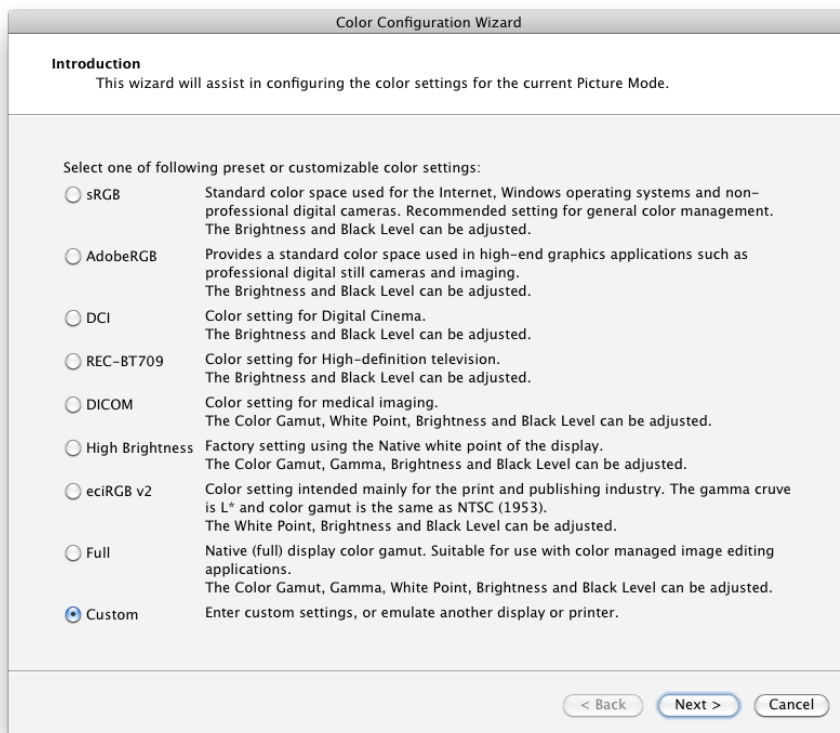 Color Configuration Wizard
Introduction
This wizard will assist in configuring the color settings for the current Picture Mode.
Select one of following preset or customizable color settings:
sRGB Standard color space used for the Internet, Windows operating systems and non-
professional digital cameras. Recommended setting for general color management.
The Brightness and Black Level can be adjusted.
AdobeRGB Provides a standard color space used in high-end graphics applications such as
professional digital still cameras and imaging.
The Brightness and Black Level can be adjusted.
DCI Color setting for Digital Cinema.
The Brightness and Black Level can be adjusted.
REC-BT709 Color setting for High-definition television.
The Brightness and Black Level can be adjusted.
DICOM Color setting for medical imaging.
The Color Gamut, White Point, Brightness and Black Level can be adjusted.
High Brightness Factory setting using the Native white point of the display.
The Color Gamut, Gamma, Brightness and Black Level can be adjusted.
eciRGB v2 Color setting intended mainly for the print and publishing industry. The gamma cruve
is L* and color gamut is the same as NTSC (1953).
The White Point, Brightness and Black Level can be adjusted.
Full Native (full) display color gamut. Suitable for use with color managed image editing
applications.
The Color Gamut, Gamma, White Point, Brightness and Black Level can be adjusted.
Custom Enter custom settings, or emulate another display or printer.
< Back Next > Cancel